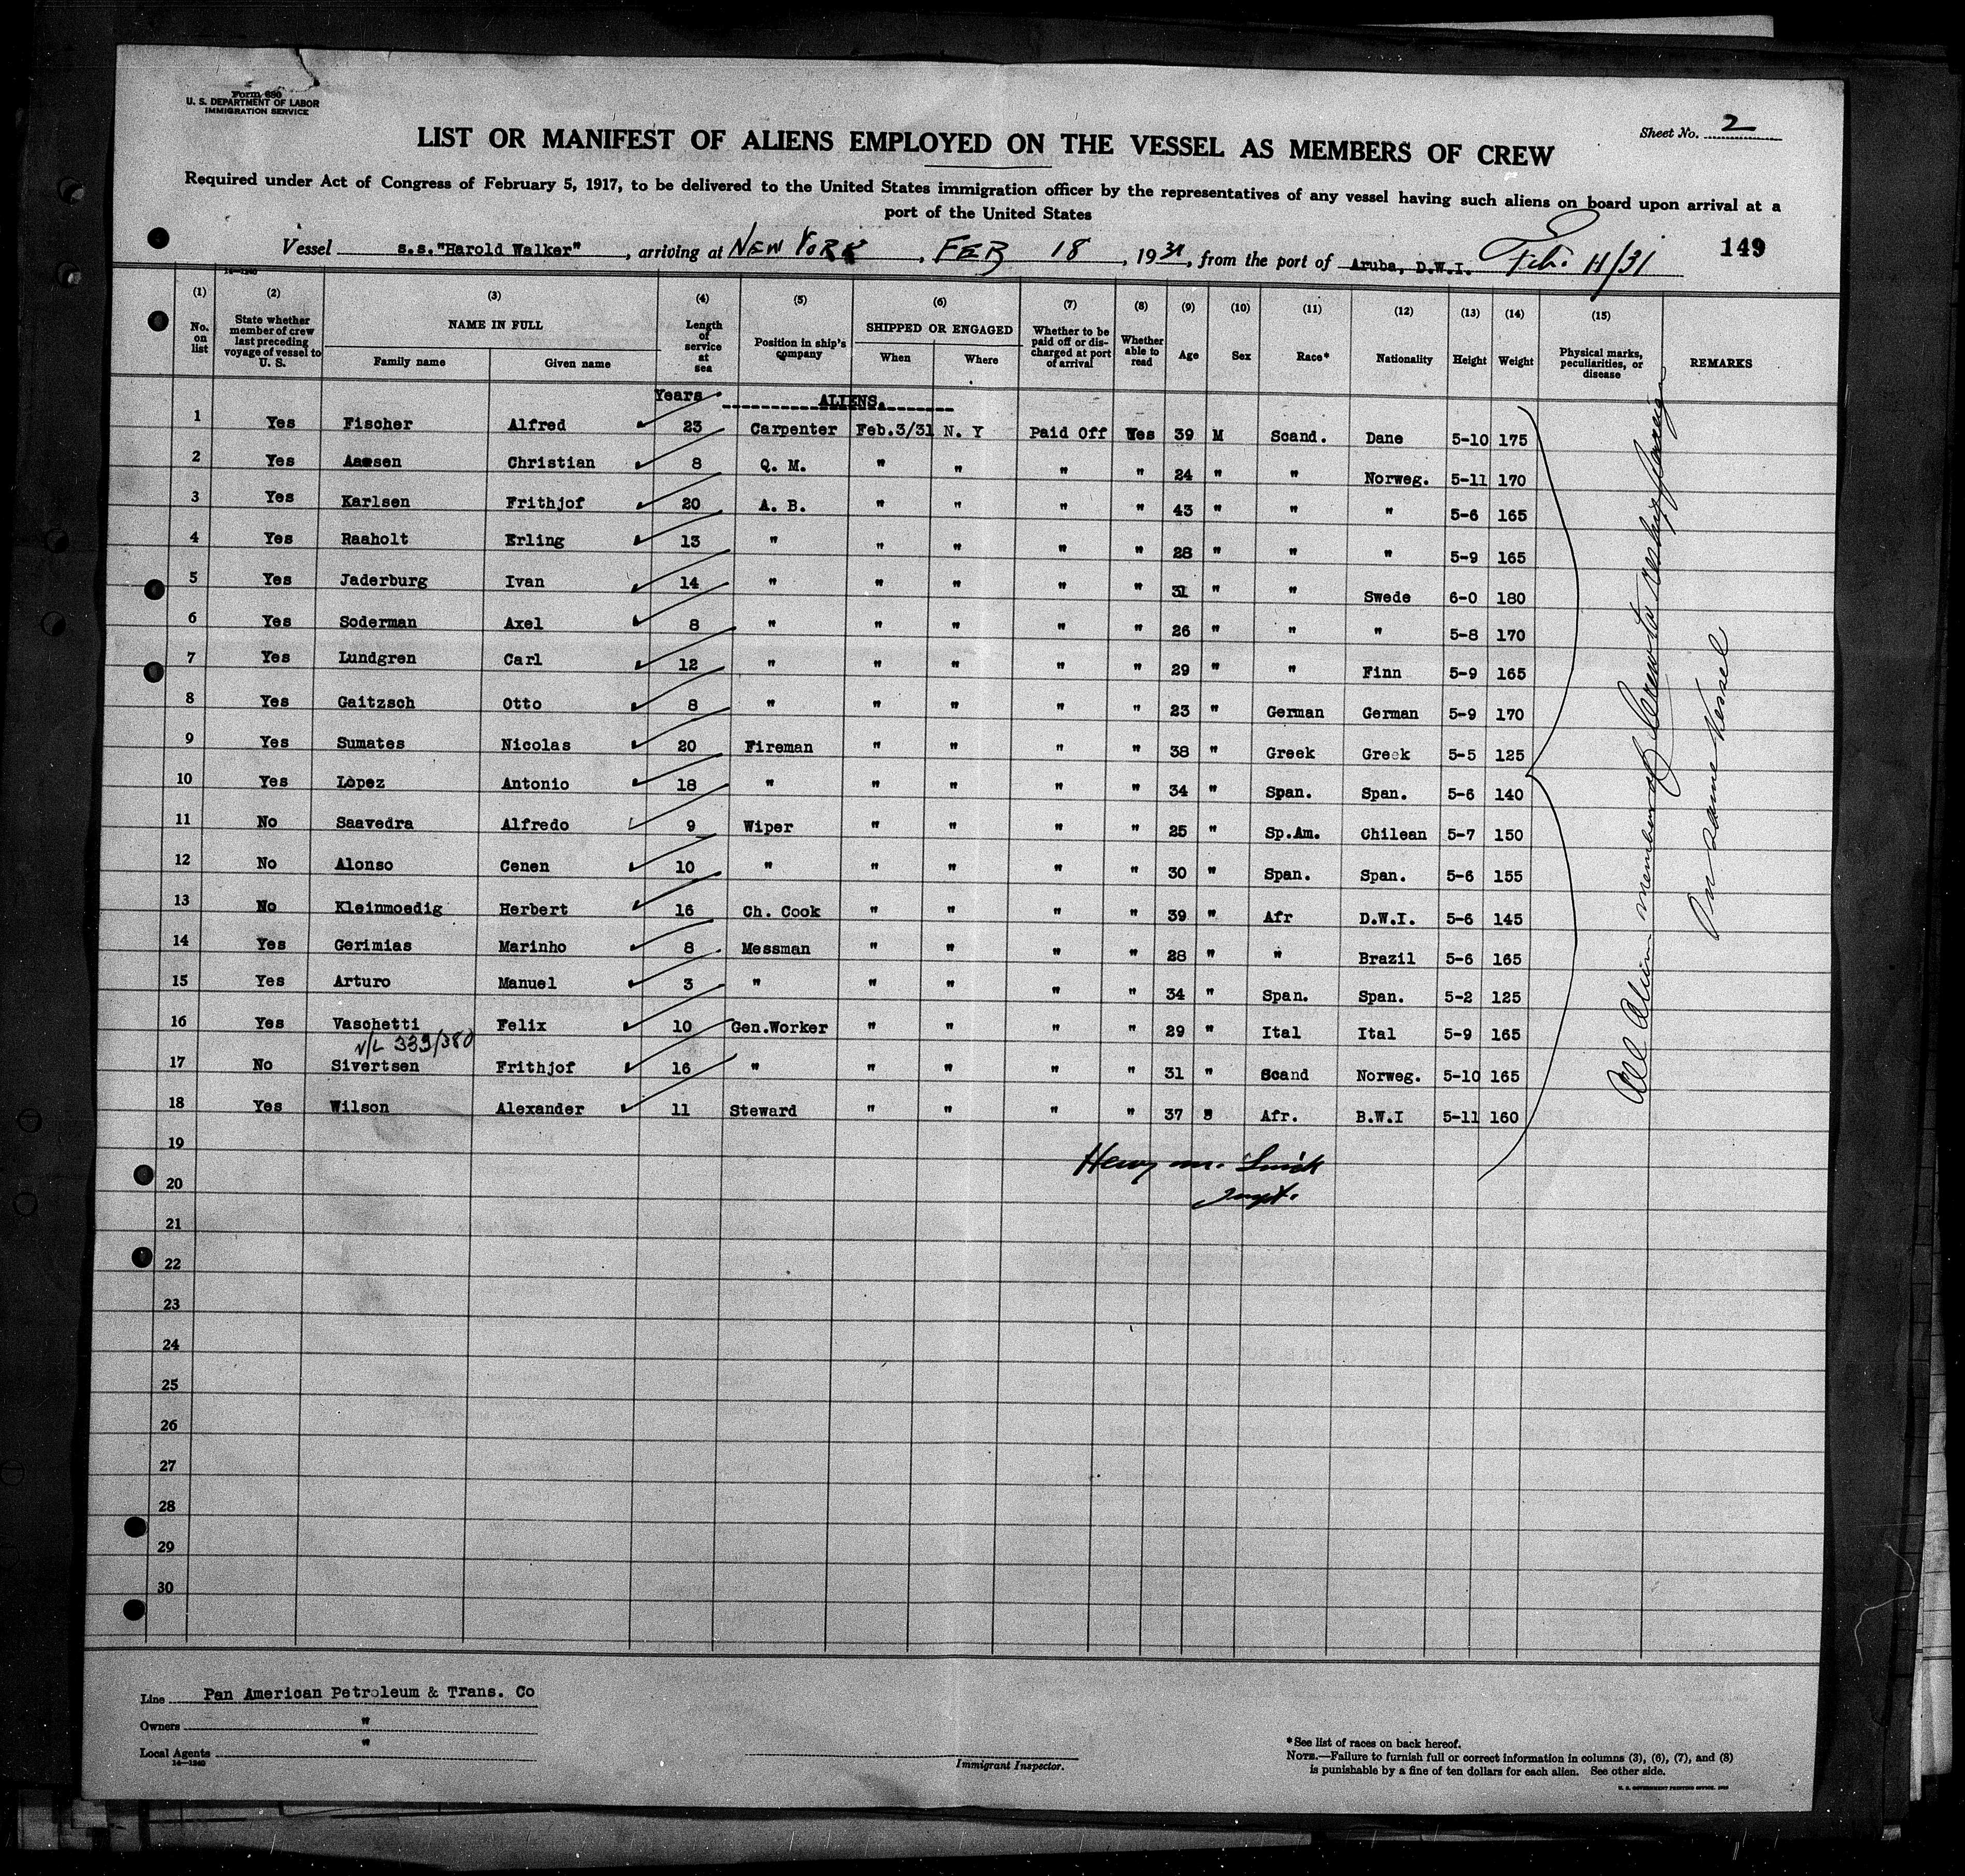 Form 680
U. S. DEPARTMENT OF LABOR
IMMIGRATION SERVICE
Sheet No. 2
LIST OR MANIFEST OF ALIENS EMPLOYED ON THE VESSEL AS MEMBERS OF CREW
Required under Act of Congress of February 5, 1917, to be delivered to the United States immigration officer by the representatives of any vessel having such aliens on board upon arrival at a
port of the United States
Vessel s.s."Harold Walker", arriving at NEW YORK, FEB 18, 1931, from the port of Aruba, D.W.I. Feb. 11/31 149
14—1240
(1) (2) (3) (4) (5) (6) (7) (8) (9) (10) (11) (12) (13) (14) (15)
No. on list State whether member of crew last preceding voyage of vessel to U. S. NAME IN FULL Family name Given name Length of service at sea Position in ship's company SHIPPED OR ENGAGED When Where Whether to be paid off or discharged at port of arrival Whether able to read Age Sex Race* Nationality Height Weight Physical marks, peculiarities, or disease REMARKS
Years ALIENS.
1 Yes Fischer Alfred 23 Carpenter Feb.3/31 N. Y Paid Off Yes 39 M Scand. Dane 5-10 175
2 Yes Aaesen Christian 8 Q. M. " " " " 24 " " Norweg. 5-11 170
3 Yes Karlsen Frithjof 20 A. B. " " " " 43 " " " 5-6 165
4 Yes Raaholt Erling 13 " " " " " 28 " " " 5-9 165
5 Yes Jaderburg Ivan 14 " " " " " 31 " " Swede 6-0 180
6 Yes Soderman Axel 8 " " " " " 26 " " " 5-8 170
7 Yes Lundgren Carl 12 " " " " " 29 " " Finn 5-9 165
8 Yes Gaitzsch Otto 8 " " " " " 23 " German German 5-9 170
9 Yes Sumates Nicolas 20 Fireman " " " " 38 " Greek Greek 5-5 125
10 Yes Lopez Antonio 18 " " " " " 34 " Span. Span. 5-6 140
11 No Saavedra Alfredo 9 Wiper " " " " 25 " Sp.Am. Chilean 5-7 150
12 No Alonso Cenen 10 " " " " " 30 " Span. Span. 5-6 155
13 No Kleinmoedig Herbert 16 Ch. Cook " " " " 39 " Afr D.W.I. 5-6 145
14 Yes Gerimias Marinho 8 Messman " " " " 28 " " Brazil 5-6 165
15 Yes Arturo Manuel 3 " " " " " 34 " Span. Span. 5-2 125
16 Yes Vaschetti Felix 10 Gen.Worker " " " " 29 " Ital Ital 5-9 165
N/L 339/380
17 No Sivertsen Frithjof 16 " " " " " 31 " Scand Norweg. 5-10 165
18 Yes Wilson Alexander 11 Steward " " " " 37 " Afr. B.W.I 5-11 160
19
Henry M.
20
21
22
23
24
25
26
27
28
29
30
All Alien members of Crew to reship foreign
on same Vessel
Line Pan American Petroleum & Trans. Co
Owners "
Local Agents "
14—1240
Immigrant Inspector.
*See list of races on back hereof.
NOTE.—Failure to furnish full or correct information in columns (3), (6), (7), and (8)
is punishable by a fine of ten dollars for each alien. See other side.